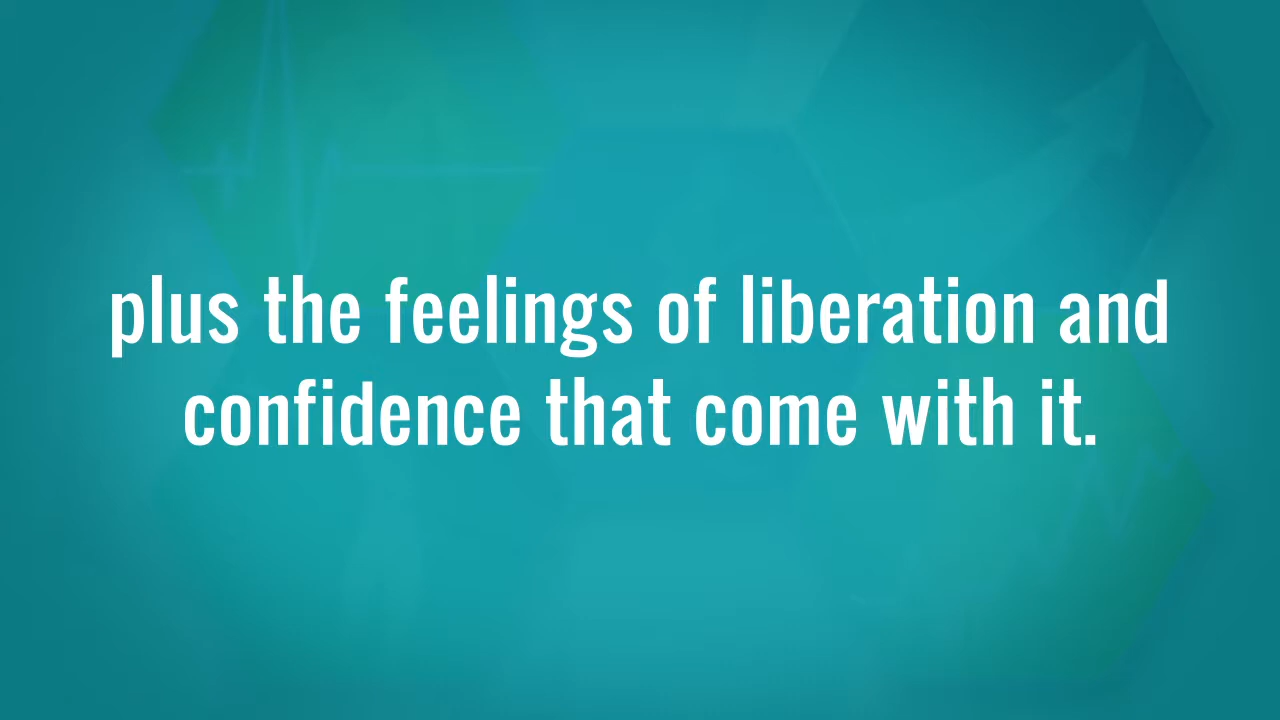 plus the feelings of liberation and
confidence that come with it.